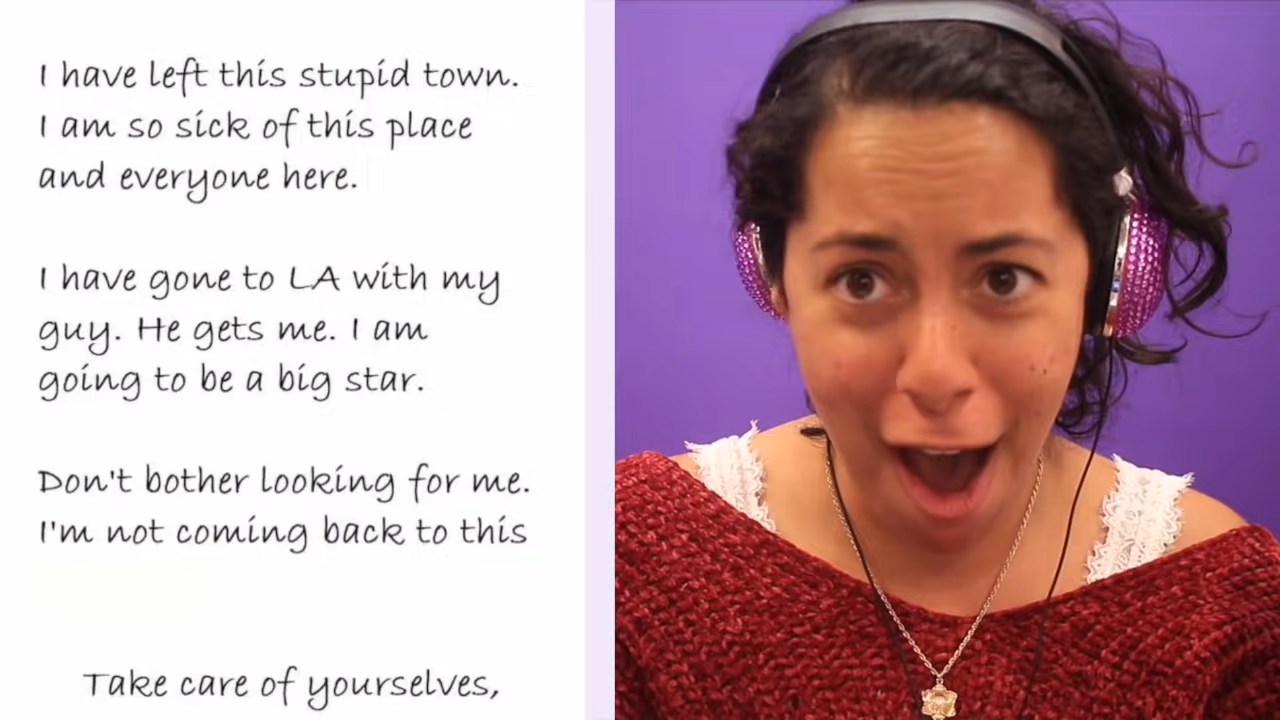 I have left this stupid town.
I am so sick of this place
and everyone here.
I have gone to LA with my
guy. He gets me. I am
going to be a big star.
Don't bother looking for me.
I'm not coming back to this
Take care of yourselves,